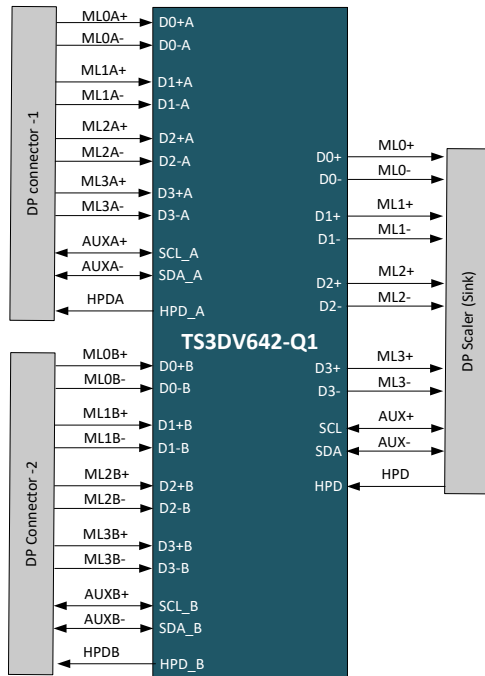 DP connector -1
ML0A+
ML0A-
ML1A+
ML1A-
ML2A+
ML2A-
ML3A+
ML3A-
AUXA+
AUXA-
HPDA
D0+A
D0-A
D1+A
D1-A
D2+A
D2-A
D3+A
D3-A
SCL_A
SDA_A
HPD_A
TS3DV642-Q1
DP Connector -2
ML0B+
ML0B-
ML1B+
ML1B-
ML2B+
ML2B-
ML3B+
ML3B-
AUXB+
AUXB-
HPDB
D0+B
D0-B
D1+B
D1-B
D2+B
D2-B
D3+B
D3-B
SCL_B
SDA_B
HPD_B
D0+
D0-
D1+
D1-
D2+
D2-
D3+
D3-
SCL
SDA
HPD
ML0+
ML0-
ML1+
ML1-
ML2+
ML2-
ML3+
ML3-
AUX+
AUX-
HPD
DP Scaler (Sink)